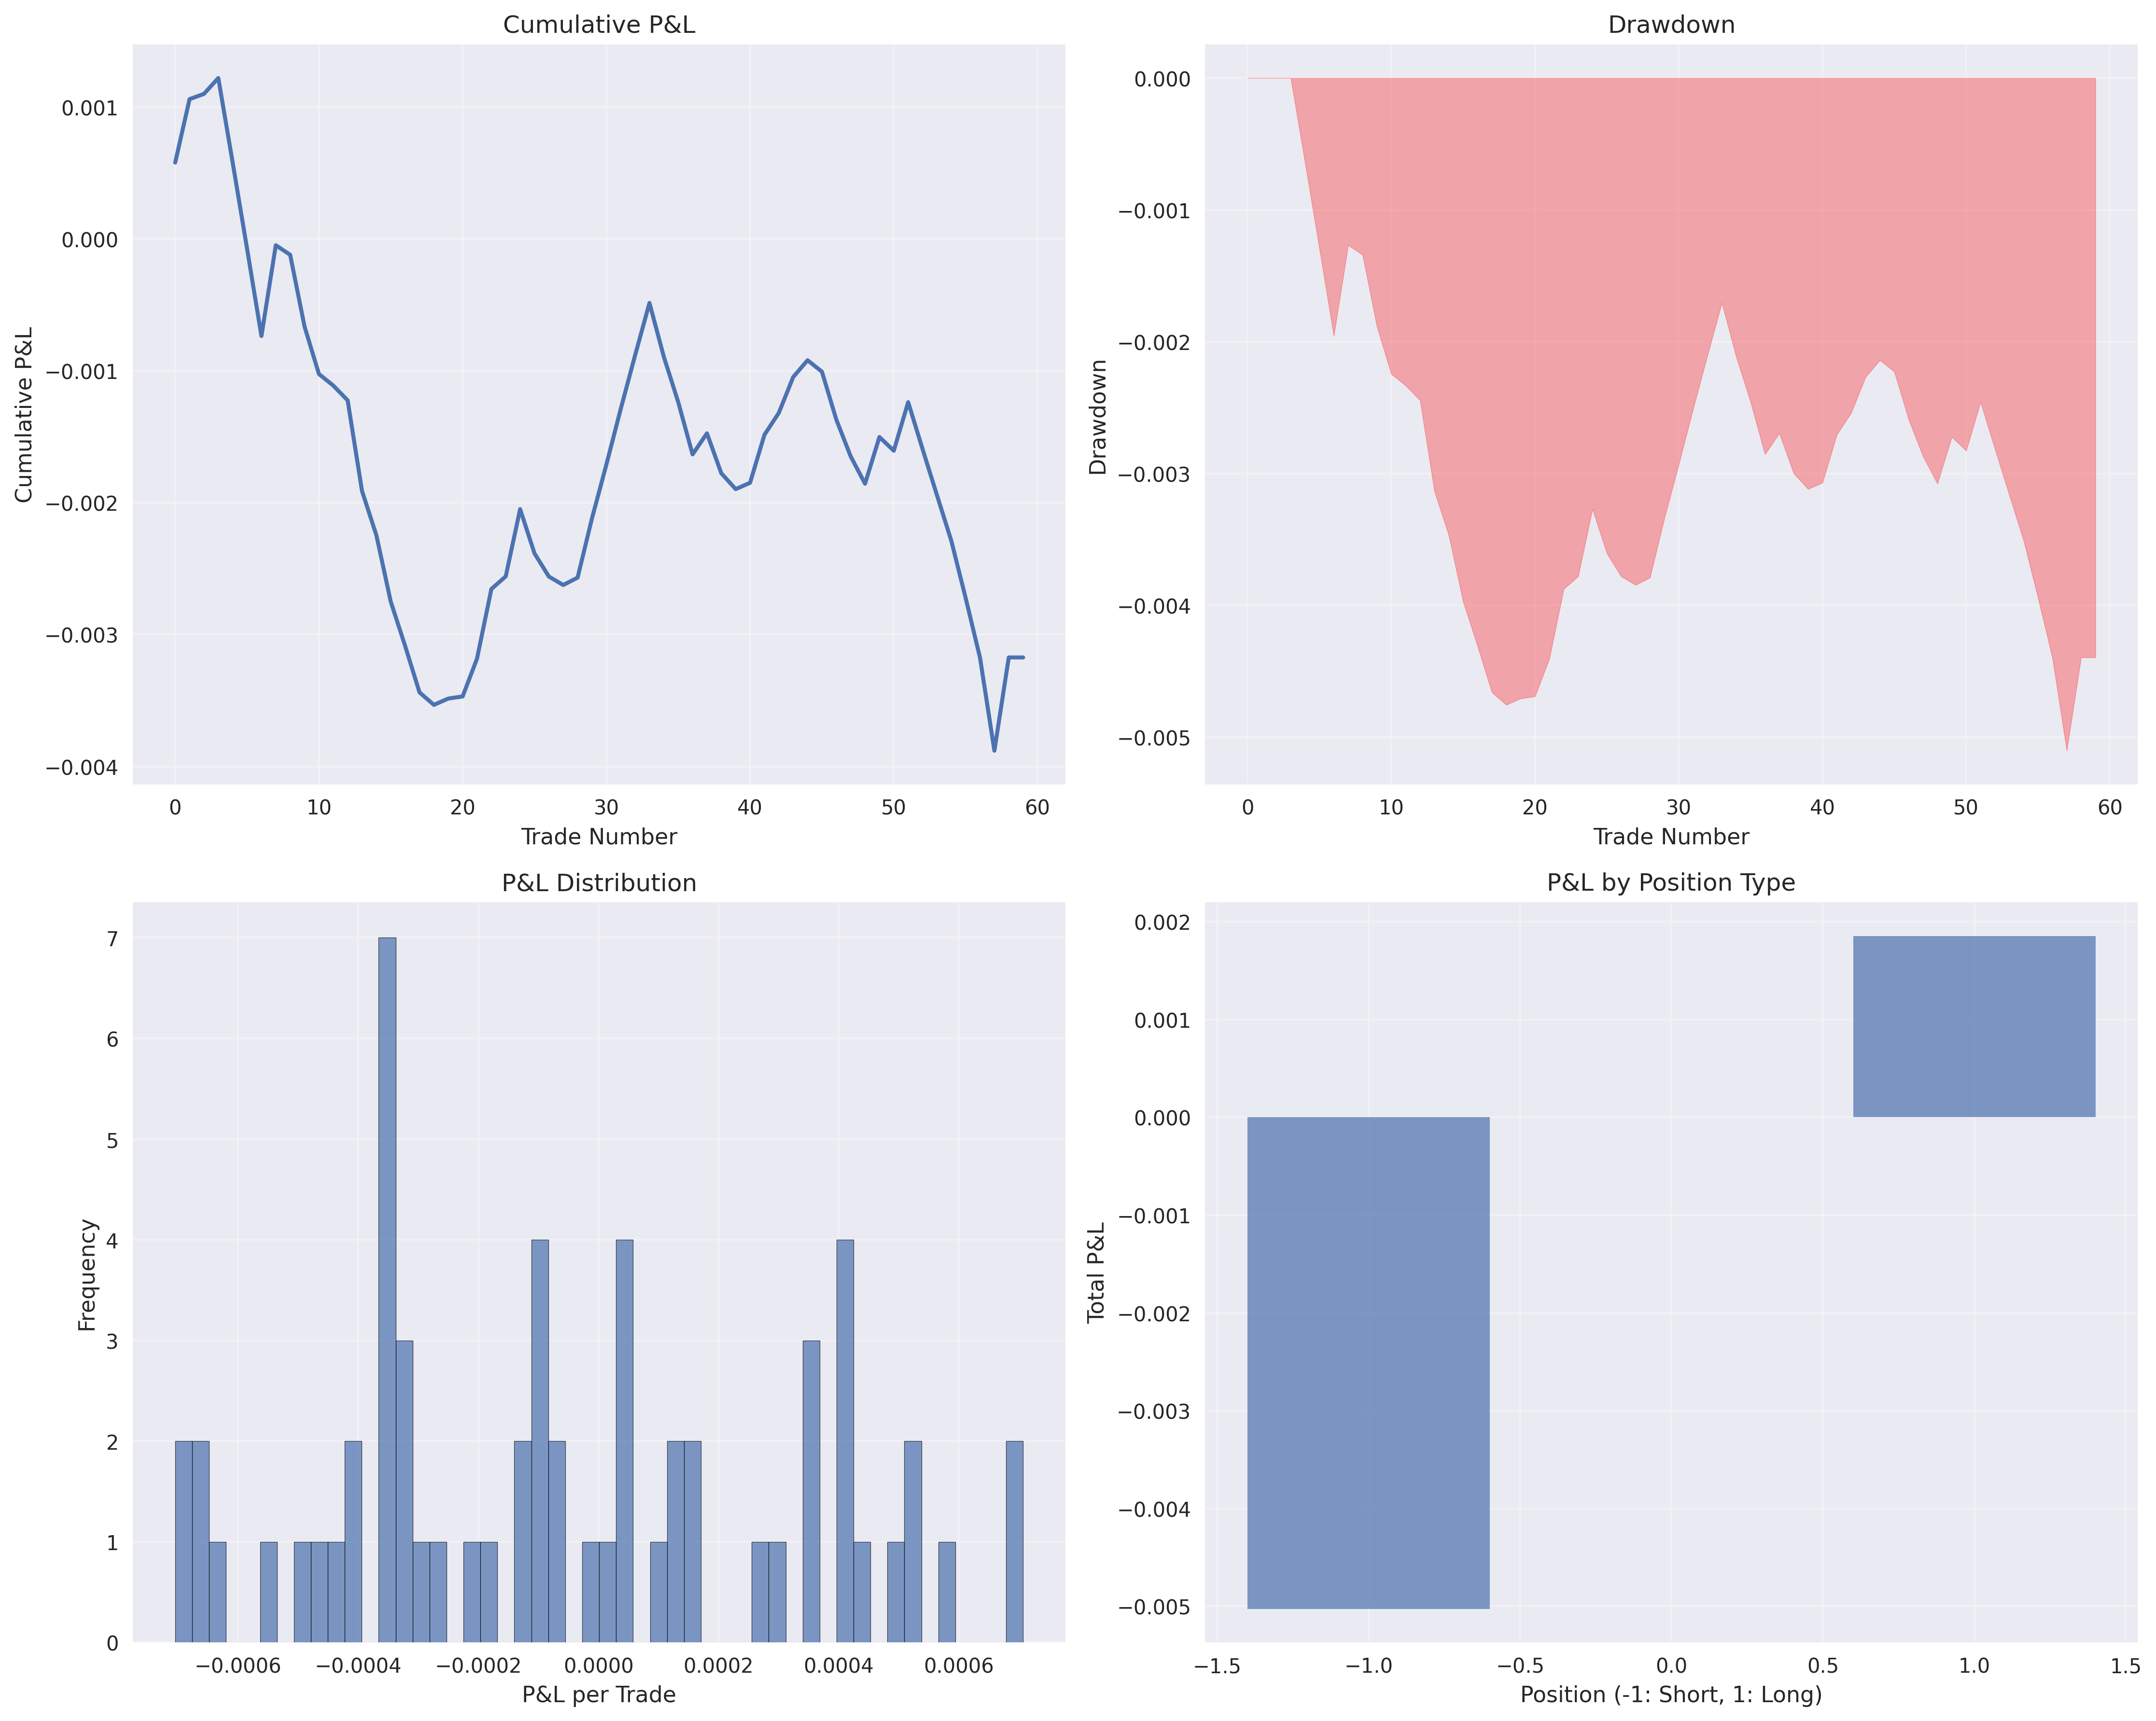 Cumulative P&L
Cumulative P&L
0.001
0.000
−0.001
−0.002
−0.003
−0.004
0 10 20 30 40 50 60
Trade Number
Drawdown
Drawdown
0.000
−0.001
−0.002
−0.003
−0.004
−0.005
0 10 20 30 40 50 60
Trade Number
P&L Distribution
Frequency
7
6
5
4
3
2
1
0
−0.0006 −0.0004 −0.0002 0.0000 0.0002 0.0004 0.0006
P&L per Trade
P&L by Position Type
Total P&L
0.002
0.001
0.000
−0.001
−0.002
−0.003
−0.004
−0.005
−1.5 −1.0 −0.5 0.0 0.5 1.0 1.5
Position (-1: Short, 1: Long)